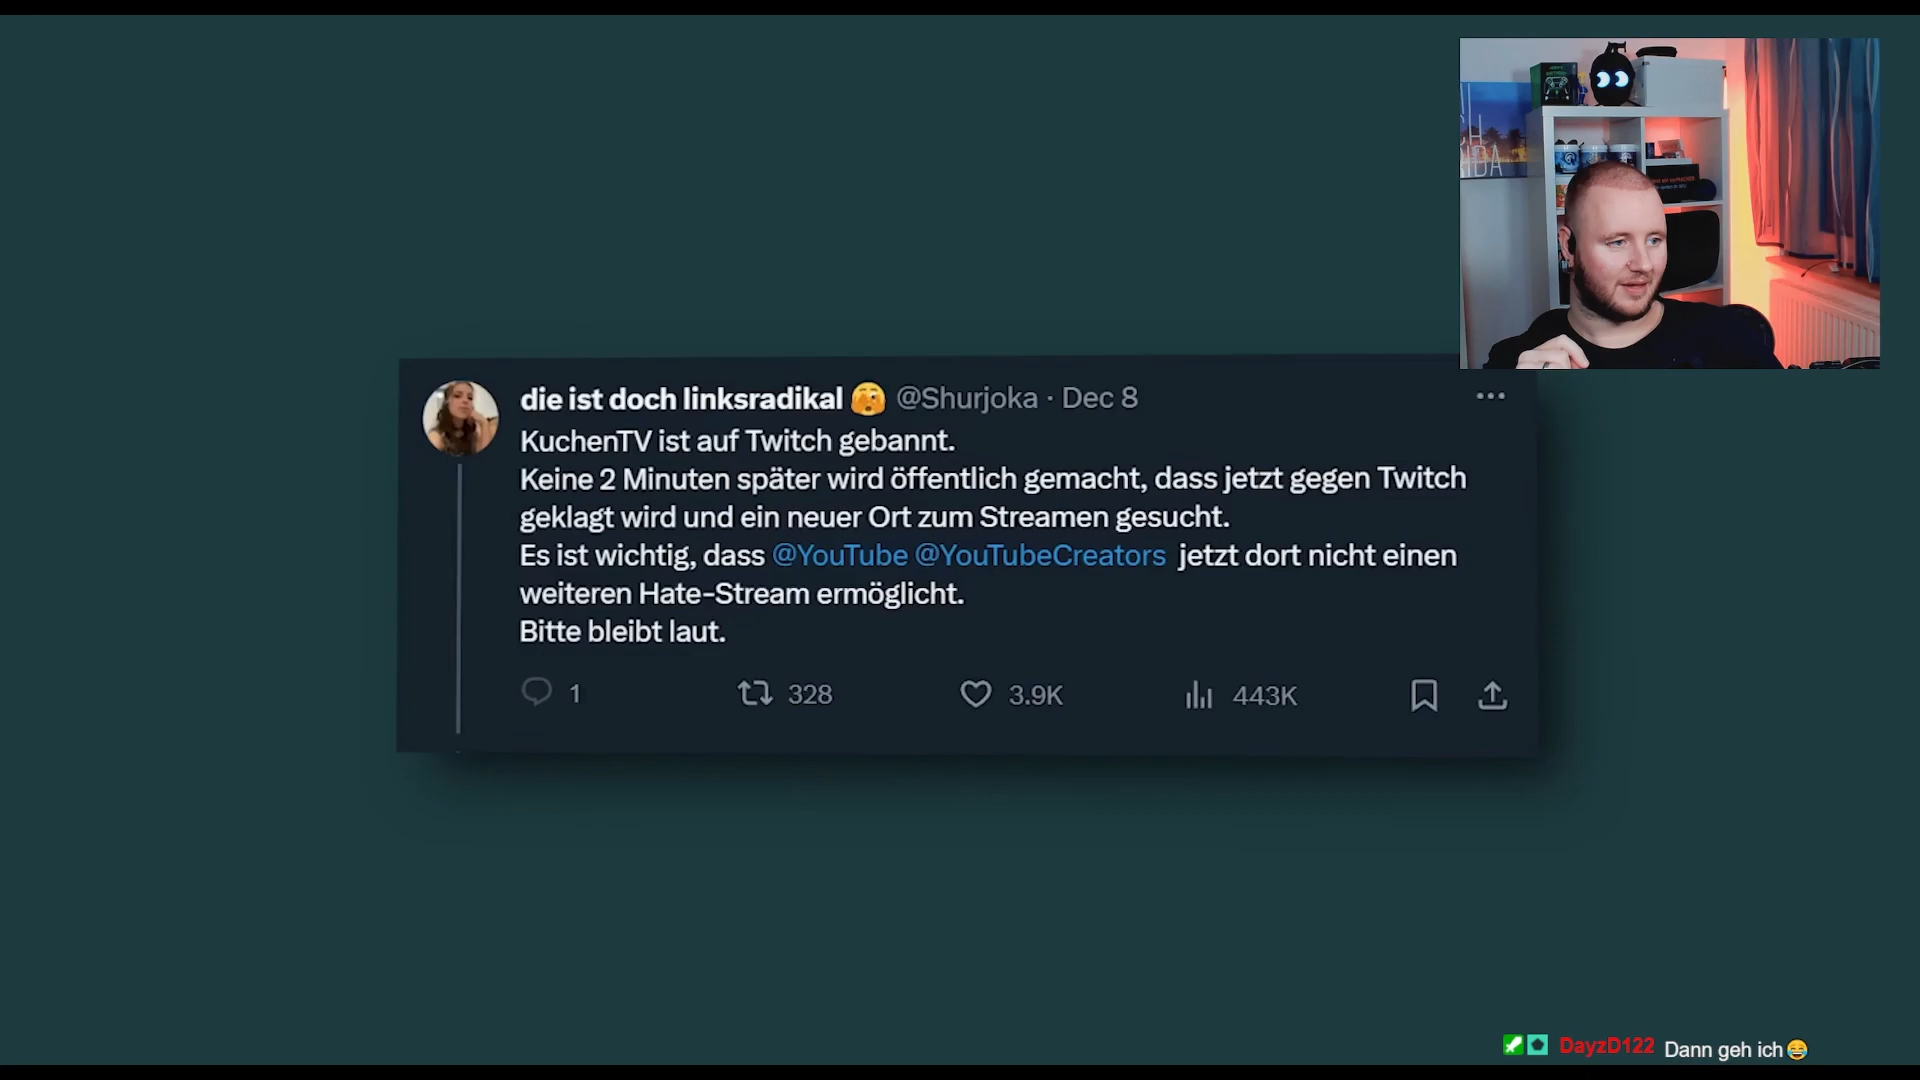 die ist doch linksradikal 🫣 @Shurjoka · Dec 8
KuchenTV ist auf Twitch gebannt.
Keine 2 Minuten später wird öffentlich gemacht, dass jetzt gegen Twitch
geklagt wird und ein neuer Ort zum Streamen gesucht.
Es ist wichtig, dass @YouTube @YouTubeCreators jetzt dort nicht einen
weiteren Hate-Stream ermöglicht.
Bitte bleibt laut.
1 328 3.9K 443K
DayzD122 Dann geh ich😂